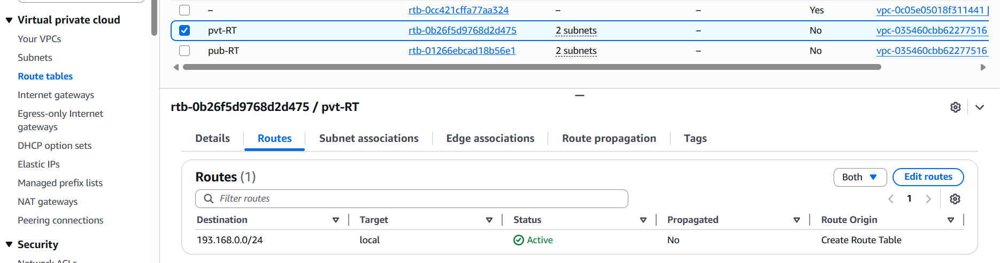 – rtb-0cc421cffa77aa324 – – Yes vpc-0c05e05018f311441 |
Virtual private cloud
pvt-RT rtb-0b26f5d9768d2d475 2 subnets – No vpc-035460cbb62277516
Your VPCs
pub-RT rtb-01266ebcad18b56e1 2 subnets – No vpc-035460cbb62277516
Subnets
Route tables
Internet gateways
Egress-only Internet
gateways
DHCP option sets
Elastic IPs
Managed prefix lists
NAT gateways
Peering connections
Security
Network ACLs
rtb-0b26f5d9768d2d475 / pvt-RT
Details Routes Subnet associations Edge associations Route propagation Tags
Routes (1) Both Edit routes
Filter routes 1
Destination Target Status Propagated Route Origin
193.168.0.0/24 local Active No Create Route Table